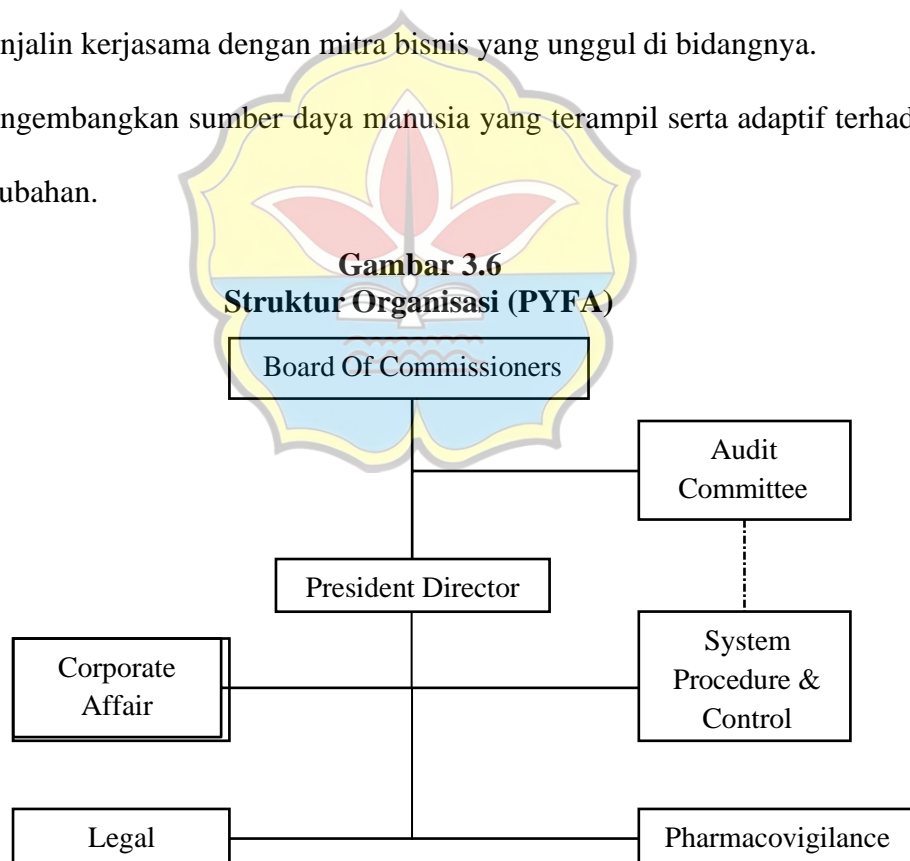 njalin kerjasama dengan mitra bisnis yang unggul di bidangnya.
ngembangkan sumber daya manusia yang terampil serta adaptif terhad
ubahan.
Gambar 3.6
Struktur Organisasi (PYFA)
Board Of Commissioners
Audit
Committee
President Director
Corporate
Affair
System
Procedure &
Control
Legal
Pharmacovigilance